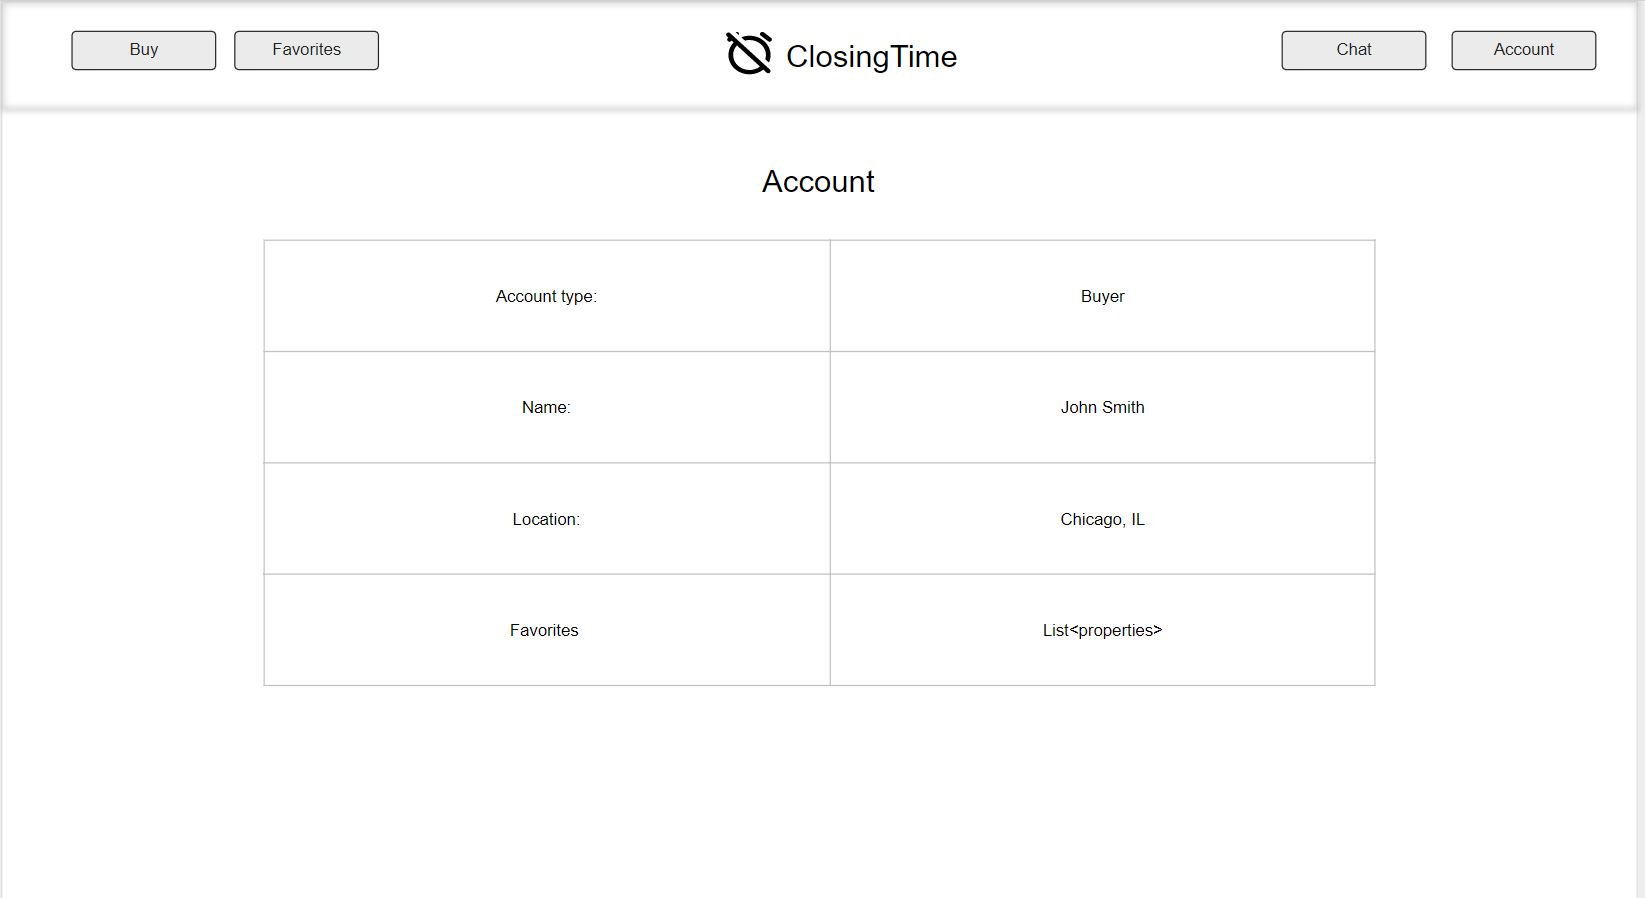 Buy Favorites ClosingTime Chat Account
Account
Account type: Buyer
Name: John Smith
Location: Chicago, IL
Favorites List<properties>